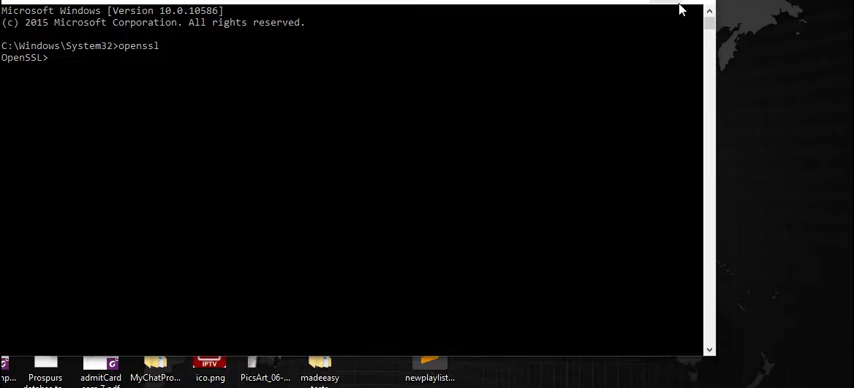 Microsoft Windows [Version 10.0.10586]
(c) 2015 Microsoft Corporation. All rights reserved.
C:\Windows\System32>openssl
OpenSSL>
IPTV
Prospurs
admitCard
MyChatPro...
ico.png
PicsArt_06-...
madeeasy
newplaylist...